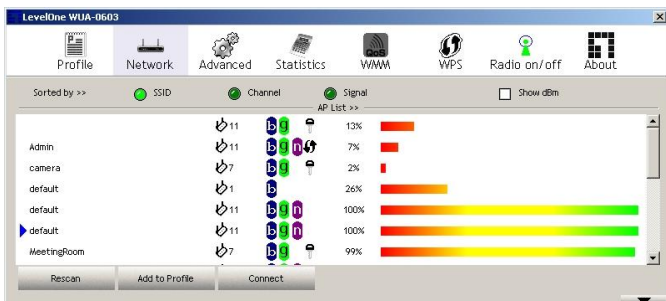 LevelOne WUA-0603
Profile Network Advanced Statistics QoS WMM WPS Radio on/off About
Sorted by >> SSID Channel Signal Show dBm
AP List >>
11 b g 13%
Admin 11 b g n 7%
camera 7 b g 2%
default 1 b 26%
default 11 b g n 100%
default 11 b g n 100%
MeetingRoom 7 b g 99%
Rescan Add to Profile Connect